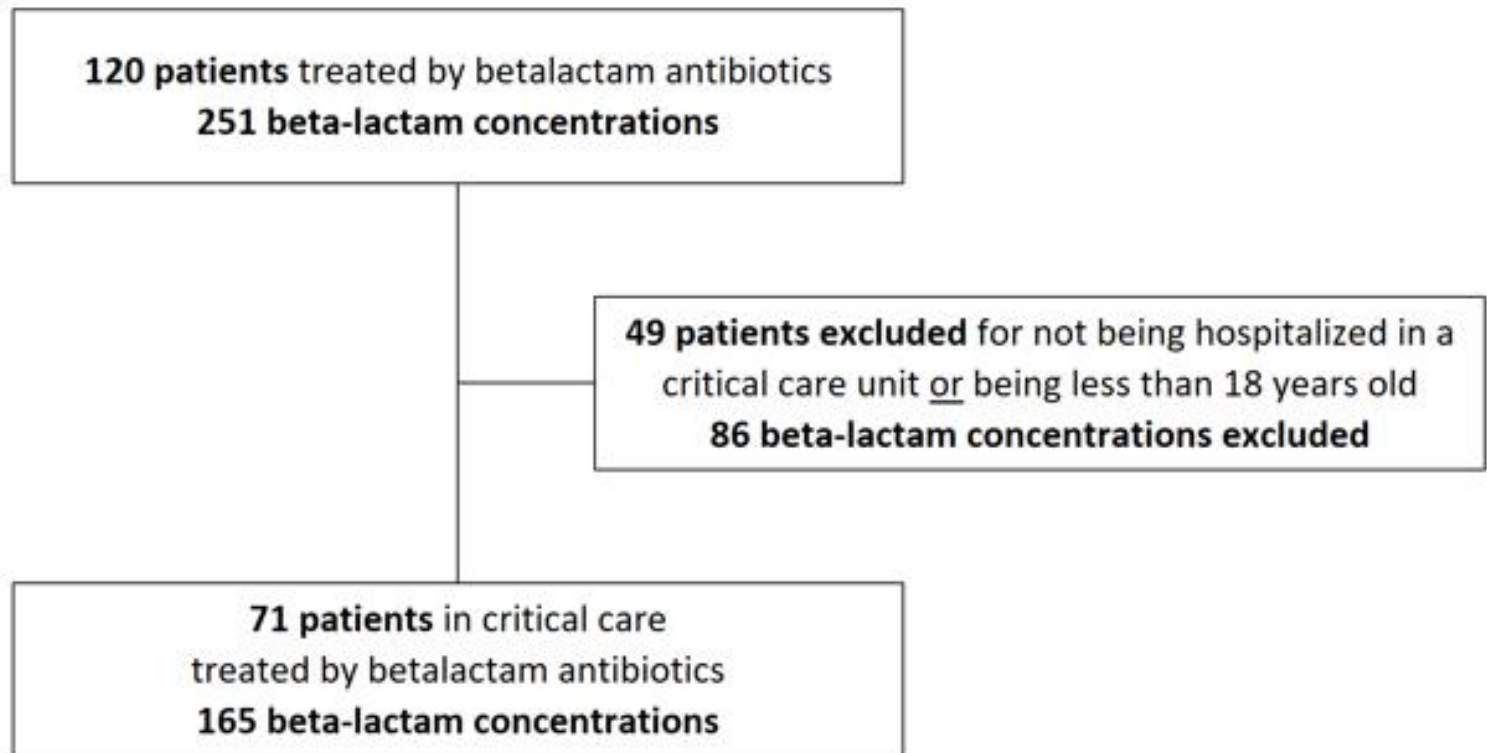 120 patients treated by betalactam antibiotics
251 beta-lactam concentrations
49 patients excluded for not being hospitalized in a
critical care unit or being less than 18 years old
86 beta-lactam concentrations excluded
71 patients in critical care
treated by betalactam antibiotics
165 beta-lactam concentrations